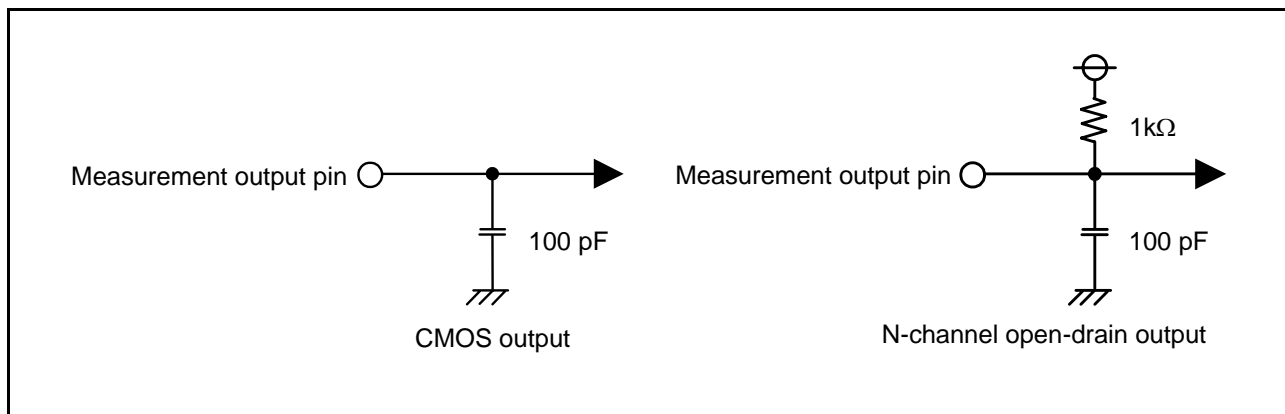 Measurement output pin
100 pF
CMOS output
1kΩ
Measurement output pin
100 pF
N-channel open-drain output